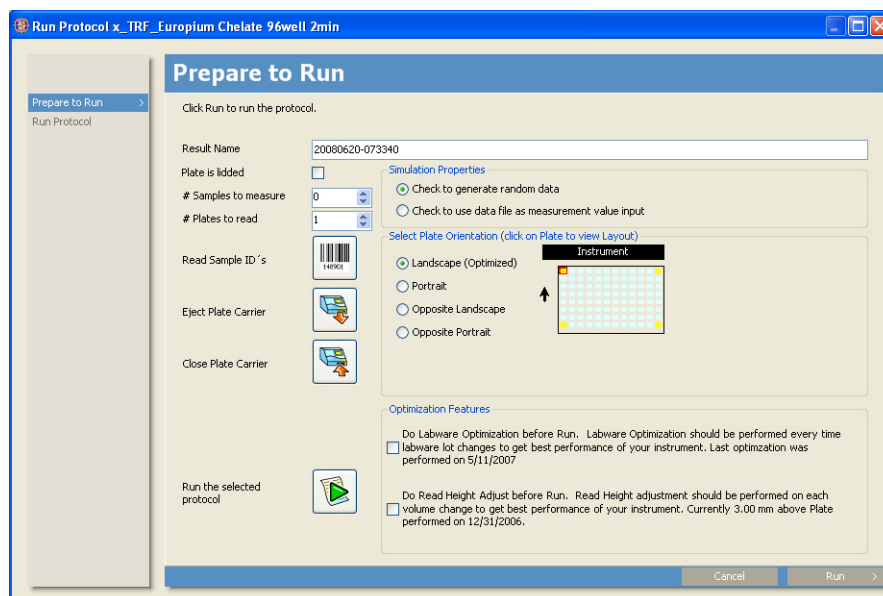 Run Protocol x_TRF_Europium Chelate 96well 2min
Prepare to Run
Prepare to Run >
Run Protocol
Click Run to run the protocol.
Result Name
20080620-073340
Plate is lidded
# Samples to measure
0
# Plates to read
1
Read Sample ID´s
148901
Eject Plate Carrier
Close Plate Carrier
Run the selected
protocol
Simulation Properties
Check to generate random data
Check to use data file as measurement value input
Select Plate Orientation (click on Plate to view Layout)
Landscape (Optimized)
Portrait
Opposite Landscape
Opposite Portrait
Instrument
Optimization Features
Do Labware Optimization before Run. Labware Optimization should be performed every time
labware lot changes to get best performance of your instrument. Last optimzation was
performed on 5/11/2007
Do Read Height Adjust before Run. Read Height adjustment should be performed on each
volume change to get best performance of your instrument. Currently 3.00 mm above Plate
performed on 12/31/2006.
Cancel
Run >